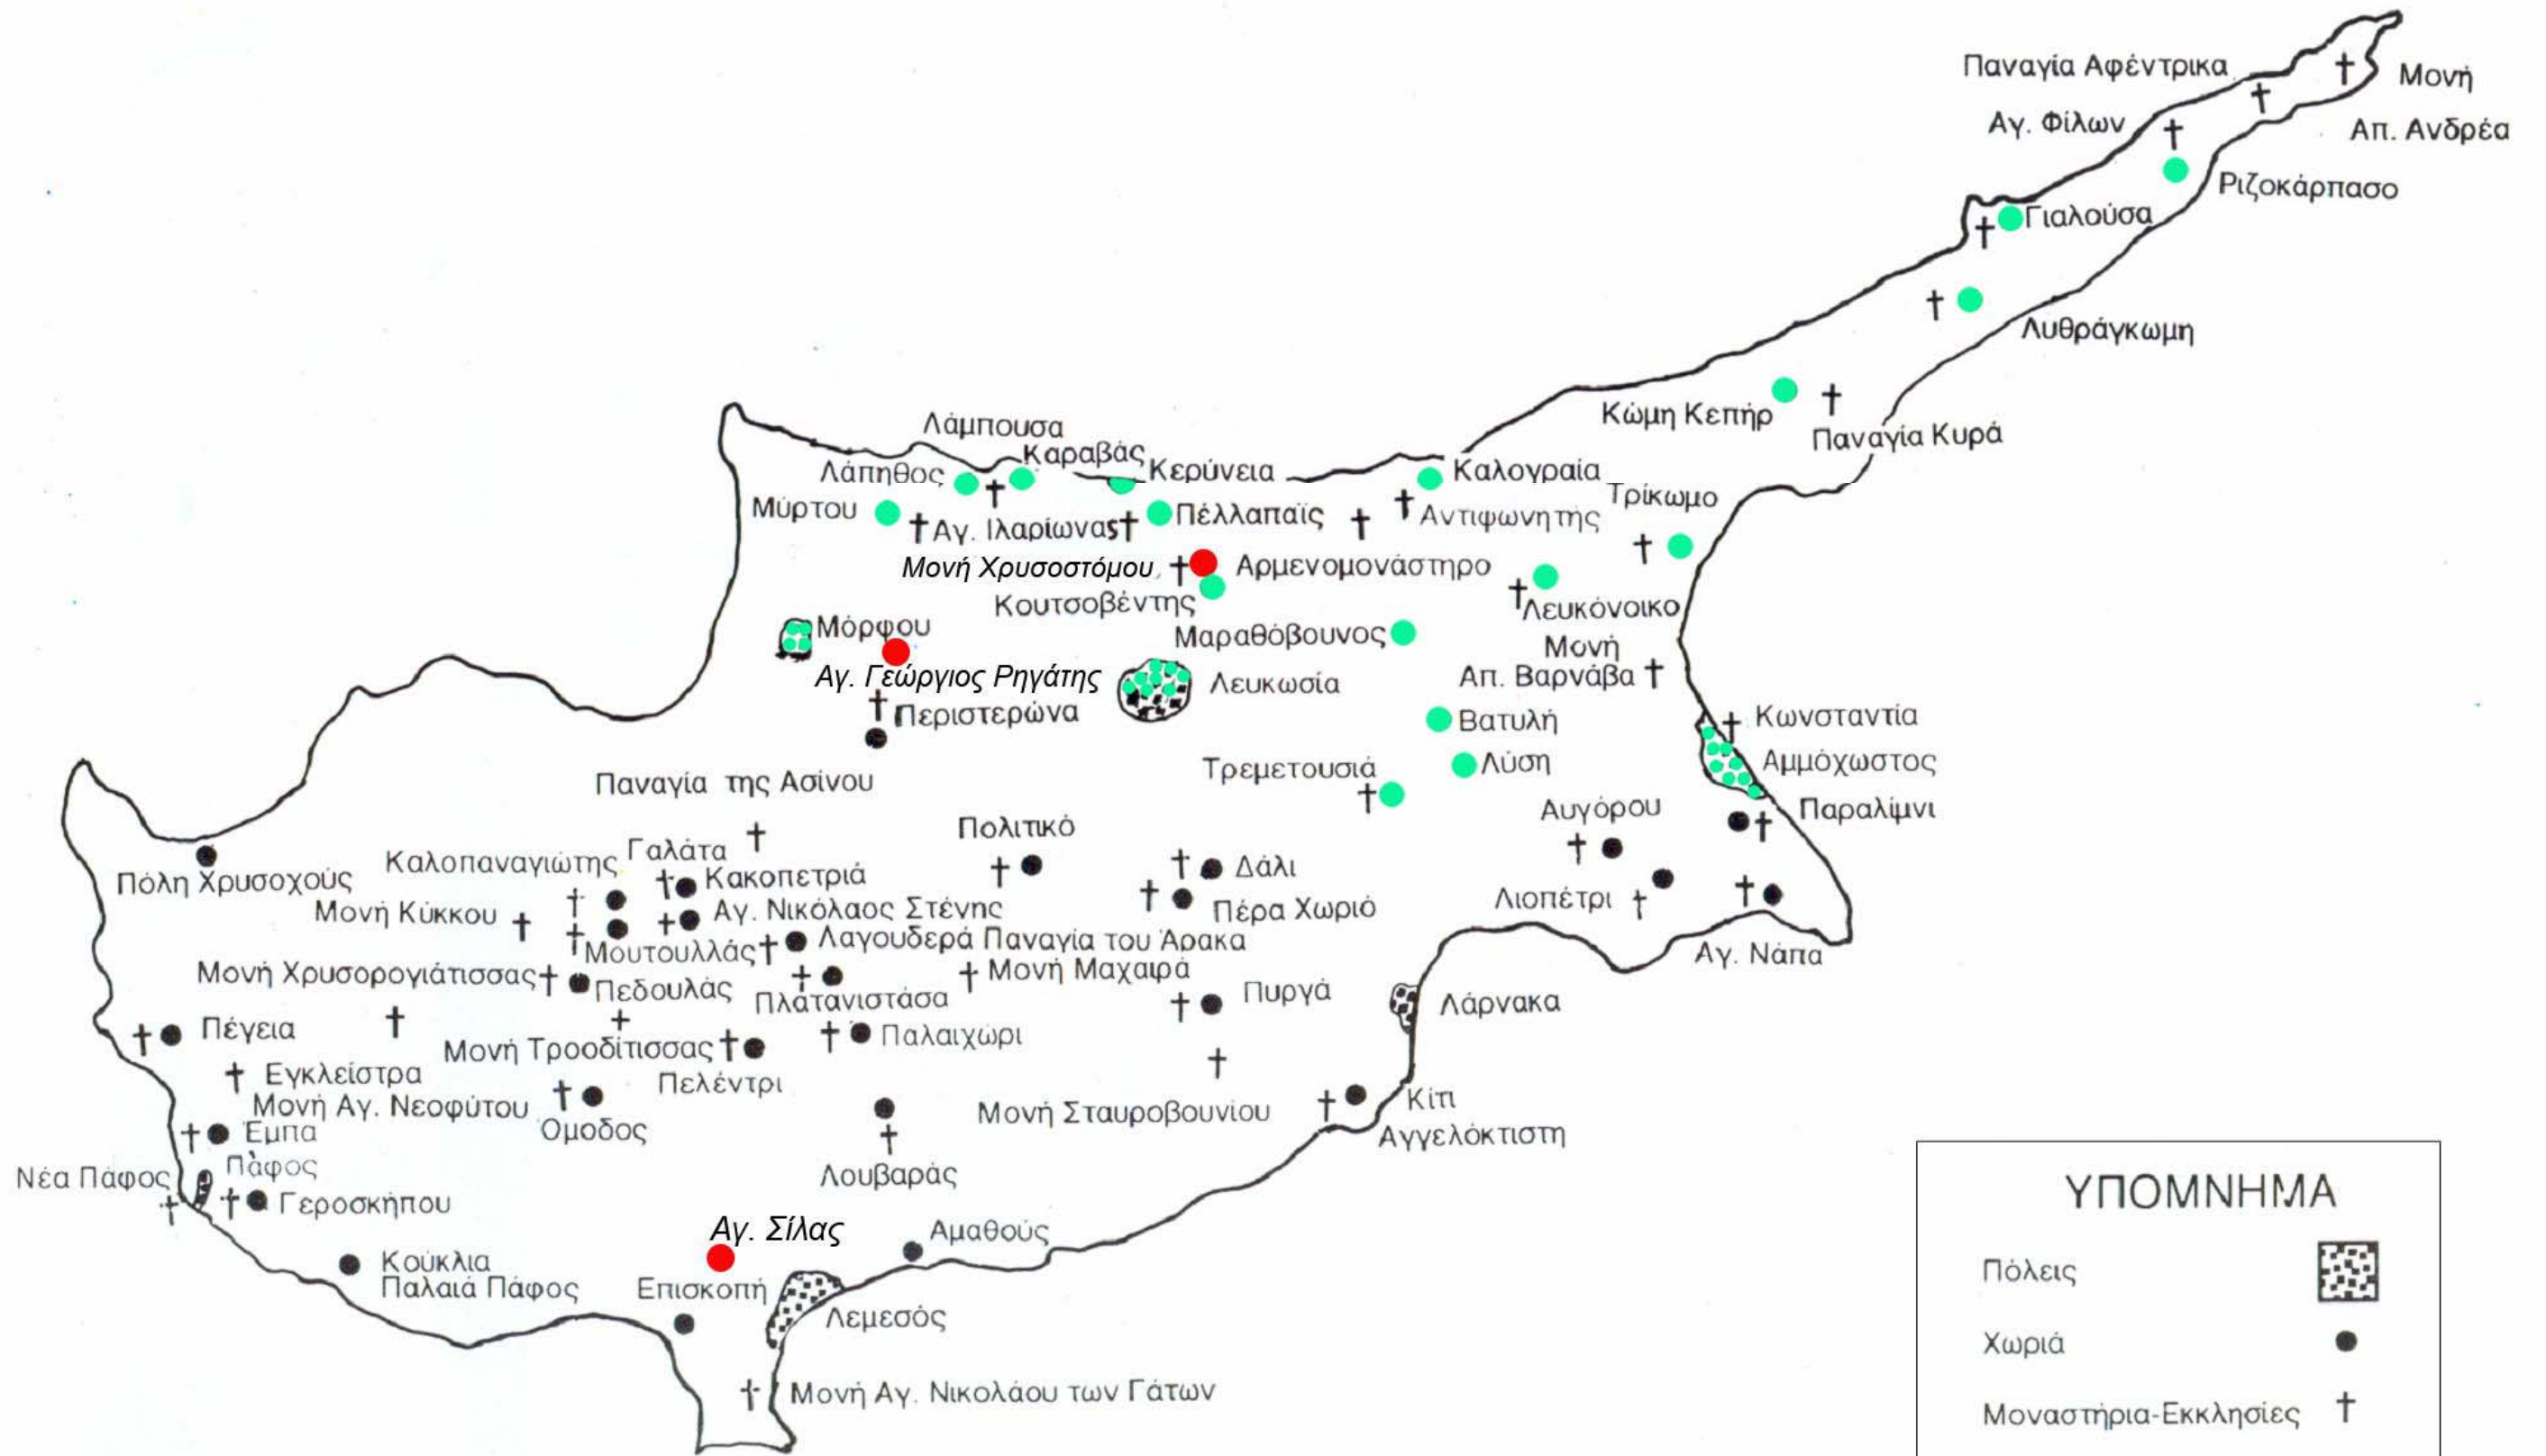 Παναγία Αφέντρικα
Μονή
Απ. Ανδρέα
Αγ. Φίλων
Ριζοκάρπασο
Γιαλούσα
Λυθράγκωμη
Κώμη Κεπήρ
Παναγία Κυρά
Λάμπουσα
Καραβάς
Κερύνεια
Λάπηθος
Καλογραία
Τρίκωμο
Μύρτου
Αγ. Ιλαρίωνας
Πέλλαπαϊς
Αντιφωνητής
Μονή Χρυσοστόμου
Αρμενομονάστηρο
Κουτσοβέντης
Λευκόνοικο
Μόρφου
Μαραθόβουνος
Μονή
Απ. Βαρνάβα
Αγ. Γεώργιος Ρηγάτης
Λευκωσία
Περιστερώνα
Βατυλή
Κωνσταντία
Αμμόχωστος
Τρεμετουσιά
Λύση
Παναγία της Ασίνου
Αυγόρου
Παραλίμνι
Πολιτικό
Γαλάτα
Καλοπαναγιώτης
Δάλι
Πόλη Χρυσοχούς
Κακοπετριά
Μονή Κύκκου
Αγ. Νικόλαος Στένης
Πέρα Χωριό
Λιοπέτρι
Μουτουλλάς
Λαγουδερά Παναγία του Άρακα
Αγ. Νάπα
Μονή Χρυσορογιάτισσας
Πεδουλάς
Μονή Μαχαιρά
Πλατανιστάσα
Πυργά
Λάρνακα
Πέγεια
Παλαιχώρι
Μονή Τροοδίτισσας
Εγκλείστρα
Μονή Αγ. Νεοφύτου
Πελέντρι
Κίτι
Αγγελόκτιστη
Μονή Σταυροβουνίου
Έμπα
Όμοδος
Πάφος
Νέα Πάφος
Λουβαράς
Γεροσκήπου
Αγ. Σίλας
Αμαθούς
Κούκλια
Παλαιά Πάφος
Επισκοπή
Λεμεσός
Μονή Αγ. Νικολάου των Γάτων
ΥΠΟΜΝΗΜΑ
Πόλεις
Χωριά
Μοναστήρια-Εκκλησίες